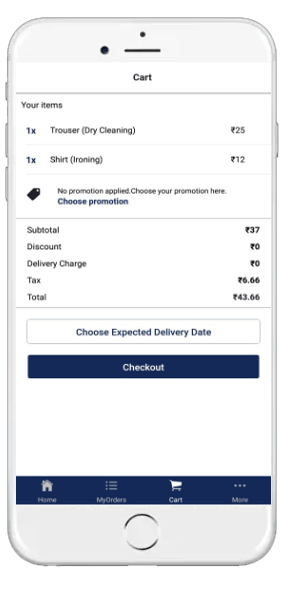 Cart
Your items
1x Trouser (Dry Cleaning) ₹25
1x Shirt (Ironing) ₹12
No promotion applied.Choose your promotion here.
Choose promotion
Subtotal ₹37
Discount ₹0
Delivery Charge ₹0
Tax ₹6.66
Total ₹43.66
Choose Expected Delivery Date
Checkout
Home MyOrders Cart More